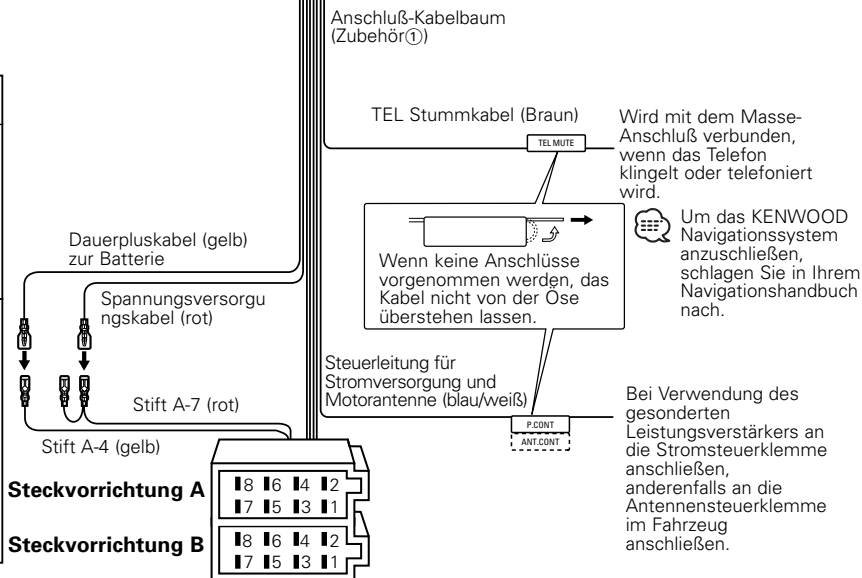 Anschluß-Kabelbaum
(Zubehör①)
TEL Stummkabel (Braun)
TEL MUTE
Wird mit dem Masse-
Anschluß verbunden,
wenn das Telefon
klingelt oder telefoniert
wird.
Um das KENWOOD
Navigationssystem
anzuschließen,
schlagen Sie in Ihrem
Navigationshandbuch
nach.
Wenn keine Anschlüsse
vorgenommen werden, das
Kabel nicht von der Öse
überstehen lassen.
Dauerpluskabel (gelb)
zur Batterie
Spannungsversorgu
ngskabel (rot)
Stift A-7 (rot)
Stift A-4 (gelb)
Steuerleitung für
Stromversorgung und
Motorantenne (blau/weiß)
P.CONT
ANT.CONT
Bei Verwendung des
gesonderten
Leistungsverstärkers an
die Stromsteuerklemme
anschließen,
anderenfalls an die
Antennensteuerklemme
im Fahrzeug
anschließen.
Steckvorrichtung A
8 6 4 2
7 5 3 1
Steckvorrichtung B
8 6 4 2
7 5 3 1